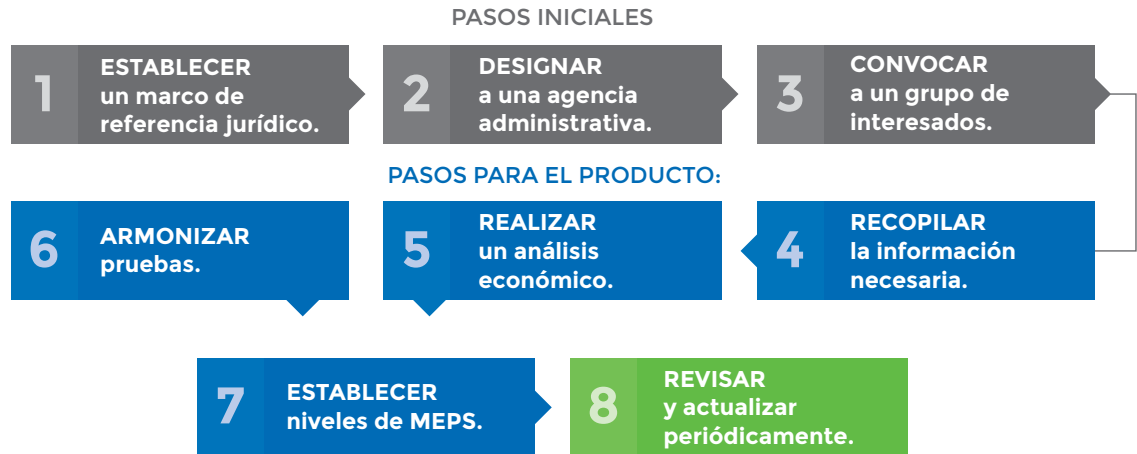 PASOS INICIALES
1
ESTABLECER
un marco de
referencia jurídico.
2
DESIGNAR
a una agencia
administrativa.
3
CONVOCAR
a un grupo de
interesados.
PASOS PARA EL PRODUCTO:
4
RECOPILAR
la información
necesaria.
5
REALIZAR
un análisis
económico.
6
ARMONIZAR
pruebas.
7
ESTABLECER
niveles de MEPS.
8
REVISAR
y actualizar
periódicamente.